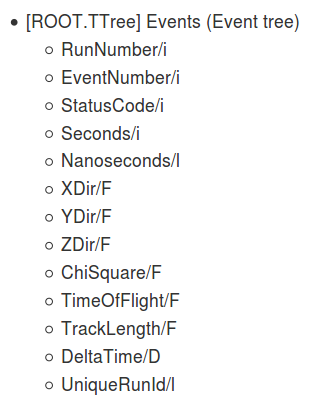 [ROOT.TTree] Events (Event tree)
RunNumber/i
EventNumber/i
StatusCode/i
Seconds/i
Nanoseconds/I
XDir/F
YDir/F
ZDir/F
ChiSquare/F
TimeOfFlight/F
TrackLength/F
DeltaTime/D
UniqueRunId/I